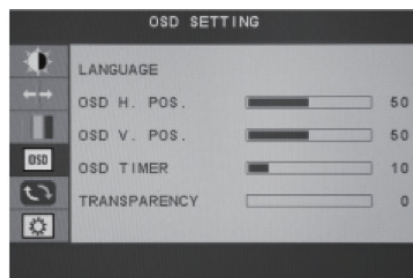 OSD SETTING
LANGUAGE
OSD H. POS. 50
OSD V. POS. 50
OSD OSD TIMER 10
TRANSPARENCY 0